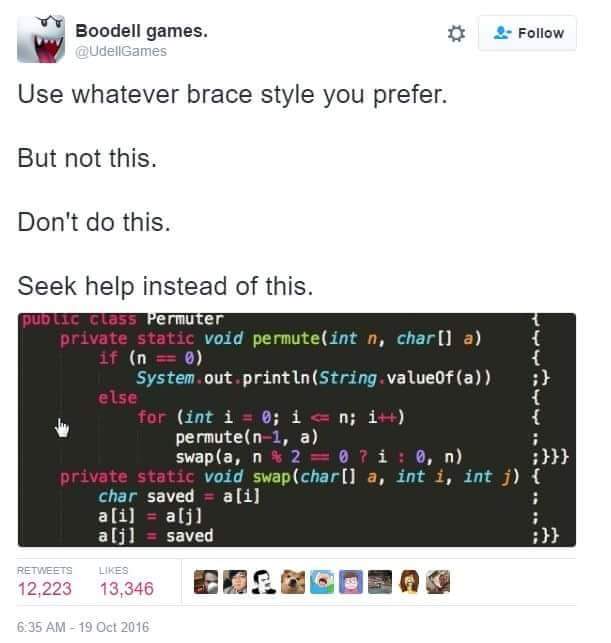 Boodell games.
@UdellGames
Follow
Use whatever brace style you prefer.
But not this.
Don't do this.
Seek help instead of this.
public class Permuter {
private static void permute(int n, char[] a) {
if (n == 0) {
System.out.println(String.valueOf(a)) ;}
else {
for (int i = 0; i <= n; i++) {
permute(n-1, a) ;
swap(a, n % 2 == 0 ? i : 0, n) ;}}}
private static void swap(char[] a, int i, int j) {
char saved = a[i] ;
a[i] = a[j] ;
a[j] = saved ;}}
RETWEETS LIKES
12,223 13,346
6:35 AM - 19 Oct 2016